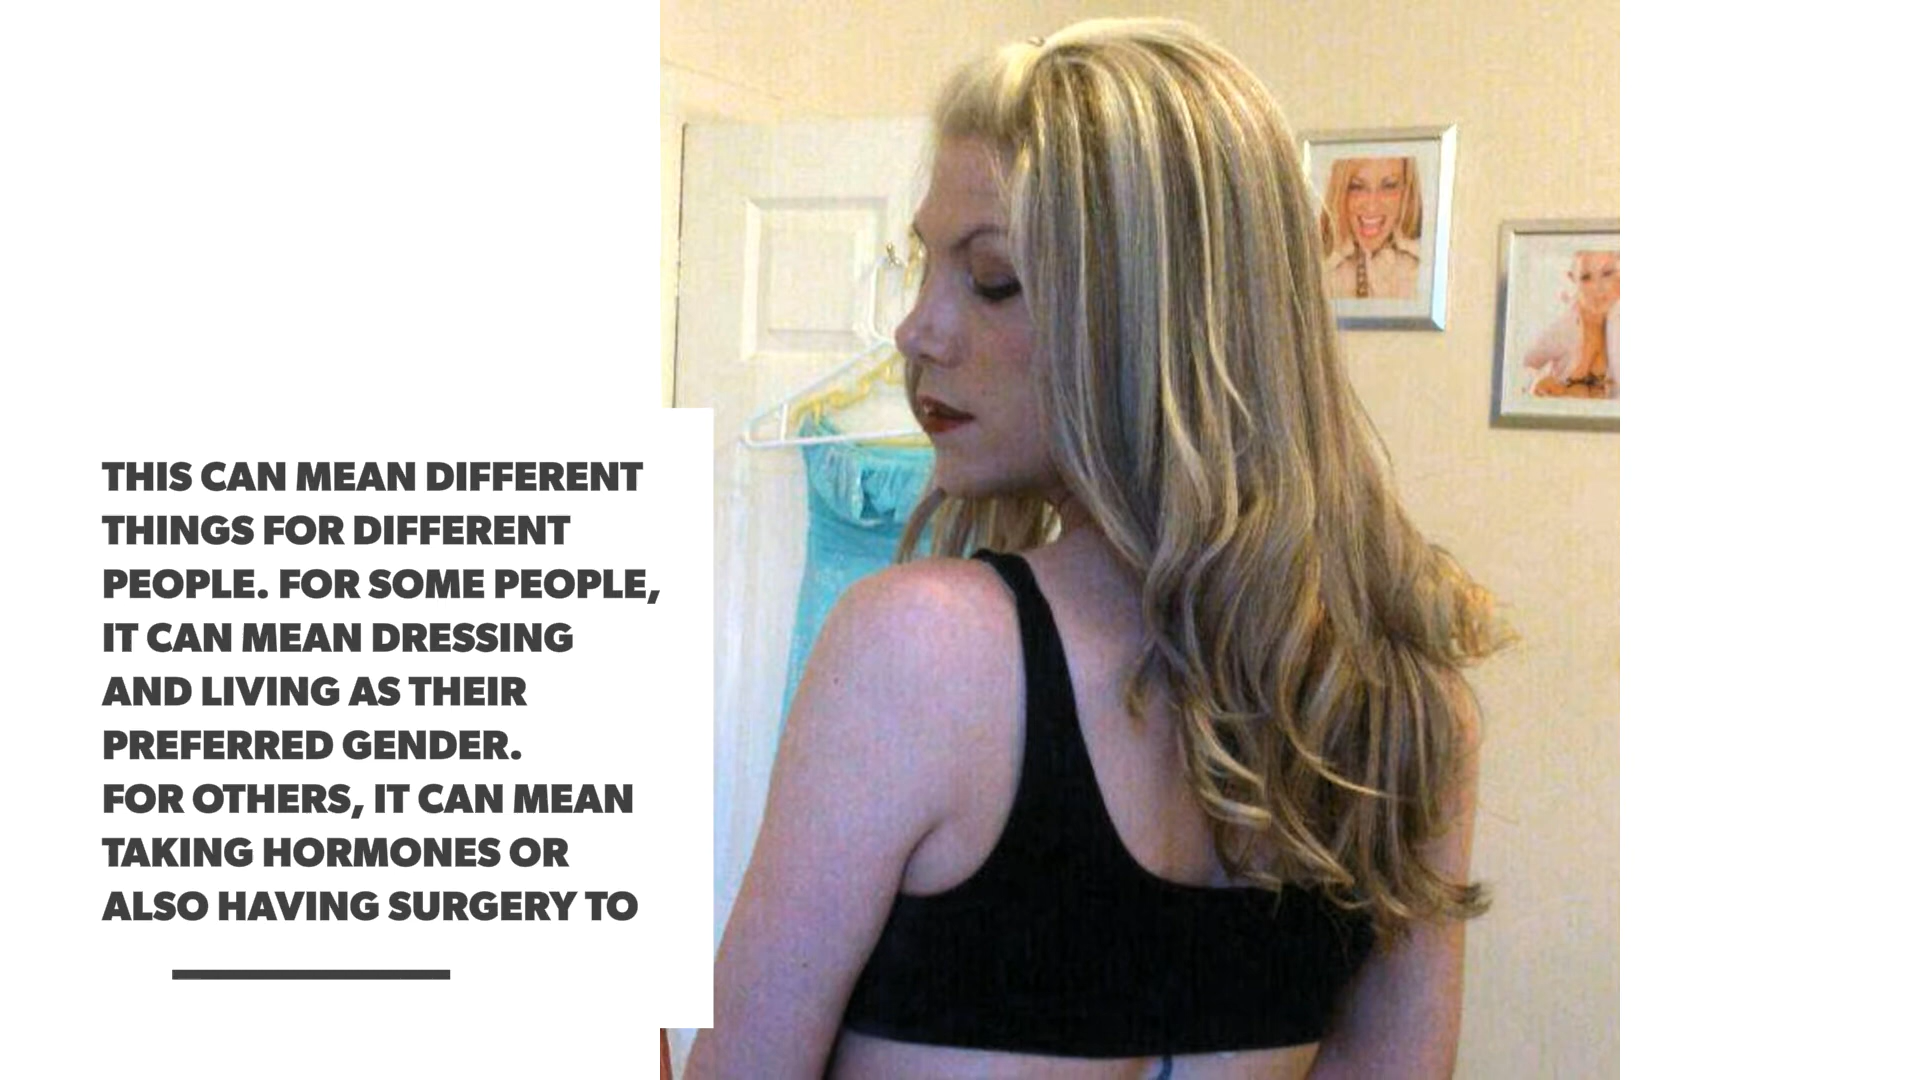 THIS CAN MEAN DIFFERENT
THINGS FOR DIFFERENT
PEOPLE. FOR SOME PEOPLE,
IT CAN MEAN DRESSING
AND LIVING AS THEIR
PREFERRED GENDER.
FOR OTHERS, IT CAN MEAN
TAKING HORMONES OR
ALSO HAVING SURGERY TO